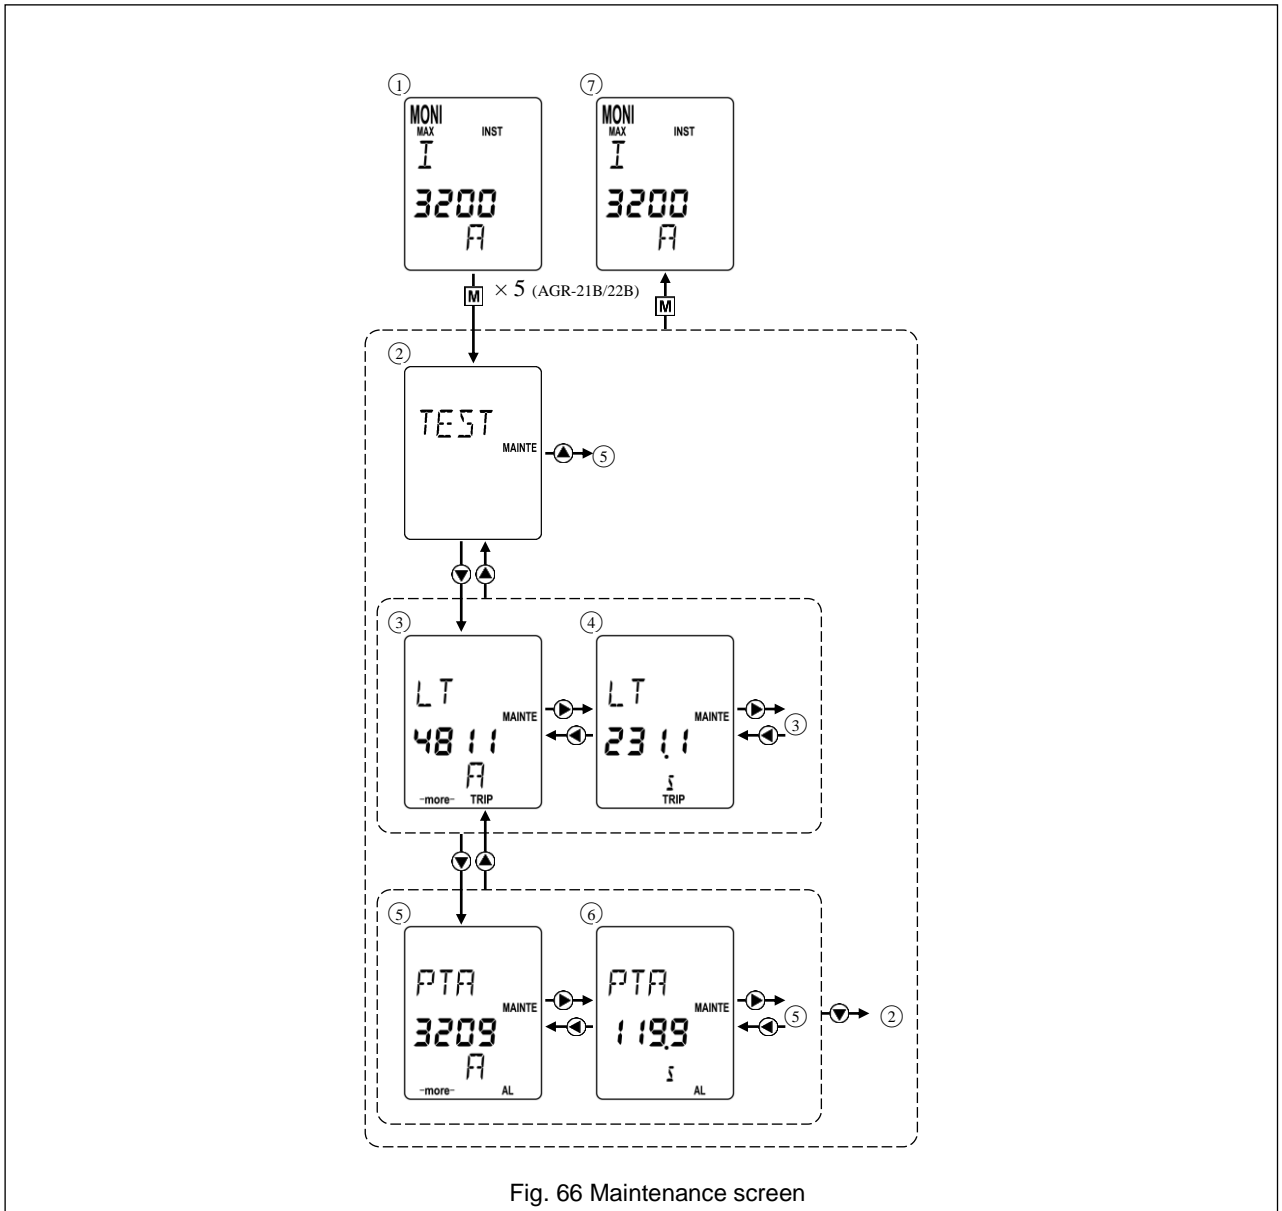 ① ⑦
MONI MONI
MAX INST MAX INST
I I
3200 3200
A A
M × 5 (AGR-21B/22B) M
②
TEST
MAINTE ⑤
③ ④
LT LT
MAINTE MAINTE ③
4811 231.1
A s
-more- TRIP TRIP
⑤ ⑥
PTA PTA
MAINTE MAINTE ⑤ ②
3209 119.9
A s
-more- AL AL
Fig. 66 Maintenance screen